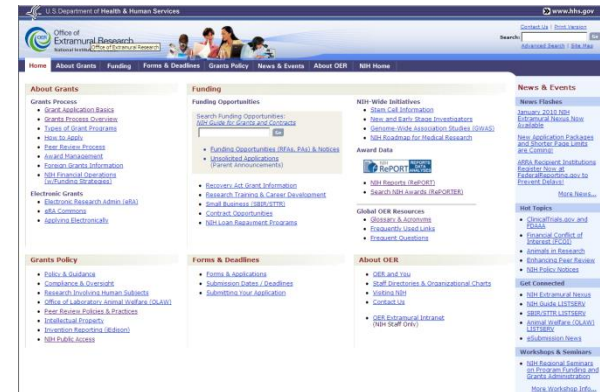 U.S. Department of Health & Human Services
www.hhs.gov
Office of
Extramural Research
National Institutes
Office of Extramural Research
Contact Us | Print Version
Search:
Go
Advanced Search | Site Map
Home About Grants Funding Forms & Deadlines Grants Policy News & Events About OER NIH Home
About Grants
Grants Process
Grant Application Basics
Grants Process Overview
Types of Grant Programs
How to Apply
Peer Review Process
Award Management
Foreign Grants Information
NIH Financial Operations
(w/Funding Strategies)
Electronic Grants
Electronic Research Admin (eRA)
eRA Commons
Applying Electronically
Funding
Funding Opportunities
Search Funding Opportunities:
NIH Guide for Grants and Contracts
Go
Funding Opportunities (RFAs, PAs) & Notices
Unsolicited Applications
(Parent Announcements)
Recovery Act Grant Information
Research Training & Career Development
Small Business (SBIR/STTR)
Contract Opportunities
NIH Loan Repayment Programs
NIH-Wide Initiatives
Stem Cell Information
New and Early Stage Investigators
Genome-Wide Association Studies (GWAS)
NIH Roadmap for Medical Research
Award Data
RePORT
NIH Reports (RePORT)
Search NIH Awards (RePORTER)
Global OER Resources
Glossary & Acronyms
Frequently Used Links
Frequent Questions
Grants Policy
Policy & Guidance
Compliance & Oversight
Research Involving Human Subjects
Office of Laboratory Animal Welfare (OLAW)
Peer Review Policies & Practices
Intellectual Property
Invention Reporting (iEdison)
NIH Public Access
Forms & Deadlines
Forms & Applications
Submission Dates / Deadlines
Submitting Your Application
About OER
OER and You
Staff Directories & Organizational Charts
Visiting NIH
Contact Us
OER Extramural Intranet
(NIH Staff Only)
News & Events
News Flashes
January 2010 NIH
Extramural Nexus Now
Available
New Application Packages
and Shorter Page Limits
are Coming!
ARRA Recipient Institutions
Register Now at
FederalReporting.gov to
Prevent Delays!
More News...
Hot Topics
ClinicalTrials.gov and
FDAAA
Financial Conflict of
Interest (FCOI)
Animals in Research
Enhancing Peer Review
NIH Policy Notices
Get Connected
NIH Extramural Nexus
NIH Guide LISTSERV
SBIR/STTR LISTSERV
Animal Welfare (OLAW)
LISTSERV
eSubmission News
Workshops & Seminars
NIH Regional Seminars
on Program Funding and
Grants Administration
More Workshop Info...